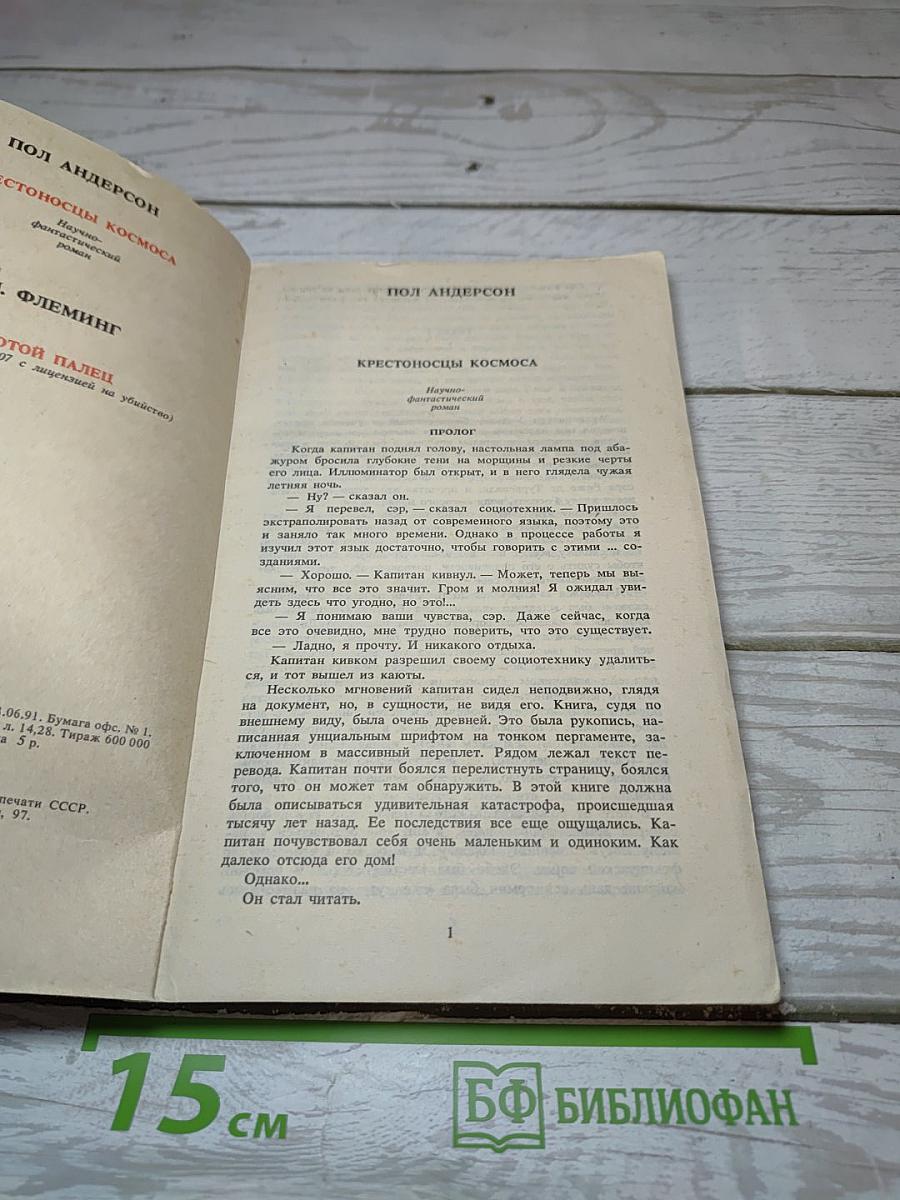 ПОЛ АНДЕРСОН
ЕСТОНОСЦЫ КОСМОСА
Научно-
фантастический
роман
ФЛЕМИНГ
ОТОЙ ПАЛЕЦ
07 с лицензией на убийство)
.06.91. Бумага офс. № 1.
л. 14,28. Тираж 600 000
а 5 р.
печати СССР.
, 97.
ПОЛ АНДЕРСОН
КРЕСТОНОСЦЫ КОСМОСА
Научно-
фантастический
роман
ПРОЛОГ
Когда капитан поднял голову, настольная лампа под аба-
журом бросила глубокие тени на морщины и резкие черты
его лица. Иллюминатор был открыт, и в него глядела чужая
летняя ночь.
— Ну? — сказал он.
— Я перевел, сэр, — сказал социотехник. — Пришлось
экстраполировать назад от современного языка, поэтому это
и заняло так много времени. Однако в процессе работы я
изучил этот язык достаточно, чтобы говорить с этими ... со-
зданиями.
— Хорошо. — Капитан кивнул. — Может, теперь мы вы-
ясним, что все это значит. Гром и молния! Я ожидал уви-
деть здесь что угодно, но это!...
— Я понимаю ваши чувства, сэр. Даже сейчас, когда
все это очевидно, мне трудно поверить, что это существует.
— Ладно, я прочту. И никакого отдыха.
Капитан кивком разрешил своему социотехнику удалить-
ся, и тот вышел из каюты.
Несколько мгновений капитан сидел неподвижно, глядя
на документ, но, в сущности, не видя его. Книга, судя по
внешнему виду, была очень древней. Это была рукопись, на-
писанная унциальным шрифтом на тонком пергаменте, за-
ключенном в массивный переплет. Рядом лежал текст пе-
ревода. Капитан почти боялся перелистнуть страницу, боялся
того, что он может там обнаружить. В этой книге должна
была описываться удивительная катастрофа, происшедшая
тысячу лет назад. Ее последствия все еще ощущались. Ка-
питан почувствовал себя очень маленьким и одиноким. Как
далеко отсюда его дом!
Однако...
Он стал читать.
1
15 см
БФ БИБЛИОФАН